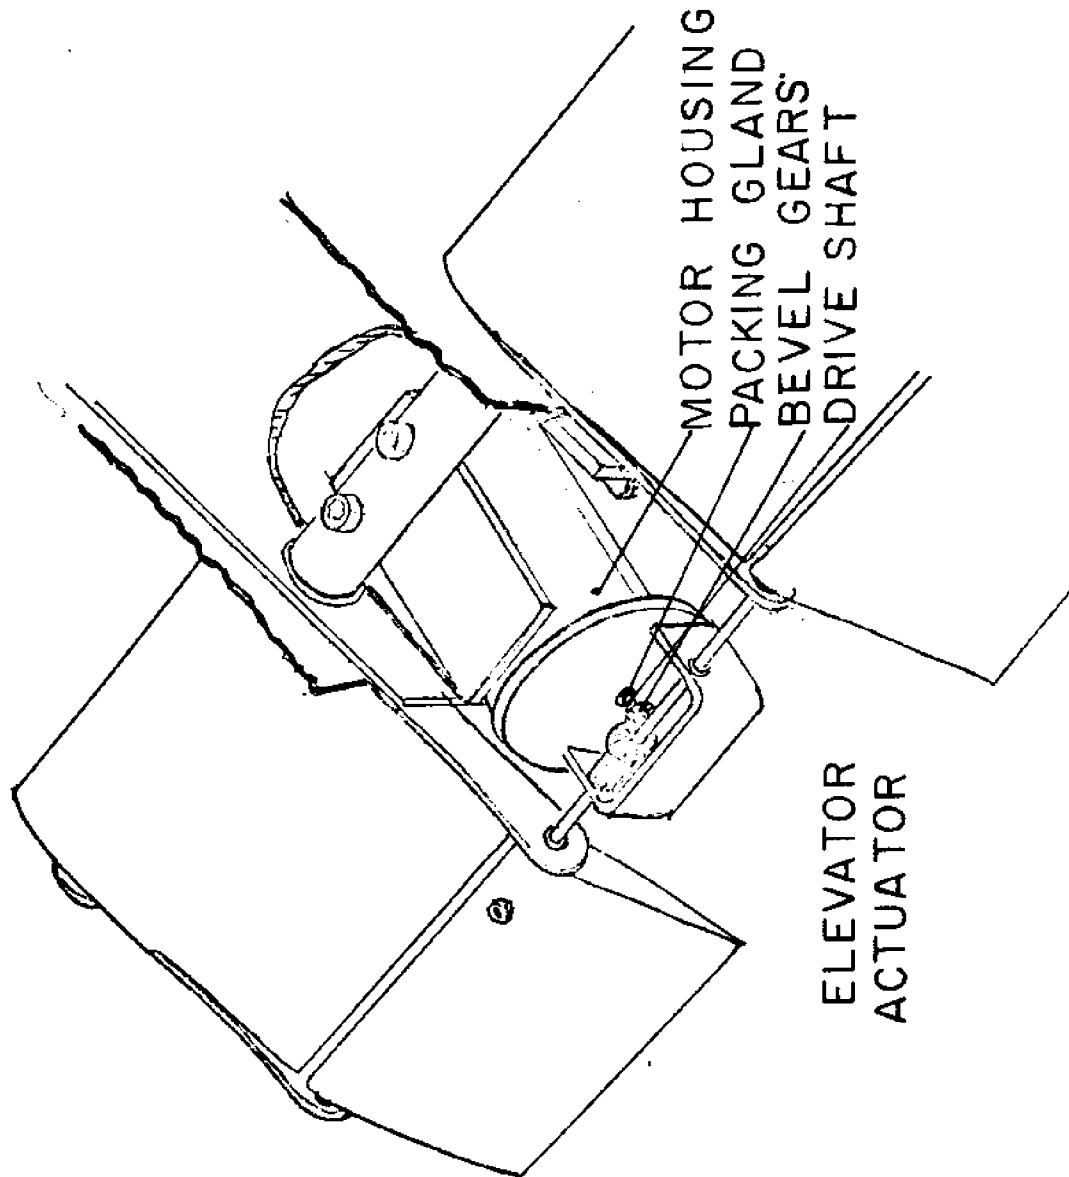 MOTOR HOUSING
PACKING GLAND
BEVEL GEARS
DRIVE SHAFT
ELEVATOR
ACTUATOR